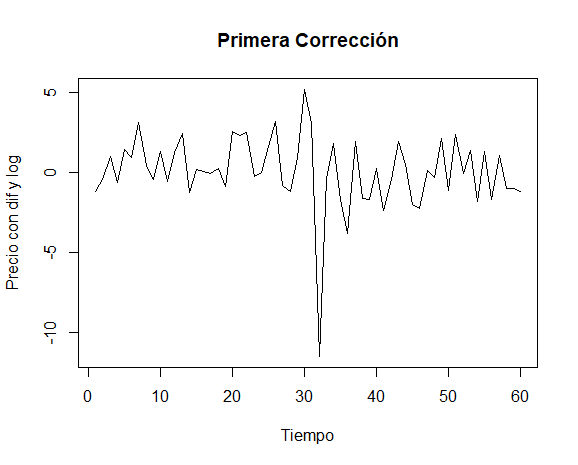 Primera Corrección
Precio con dif y log
5
0
-5
-10
0 10 20 30 40 50 60
Tiempo